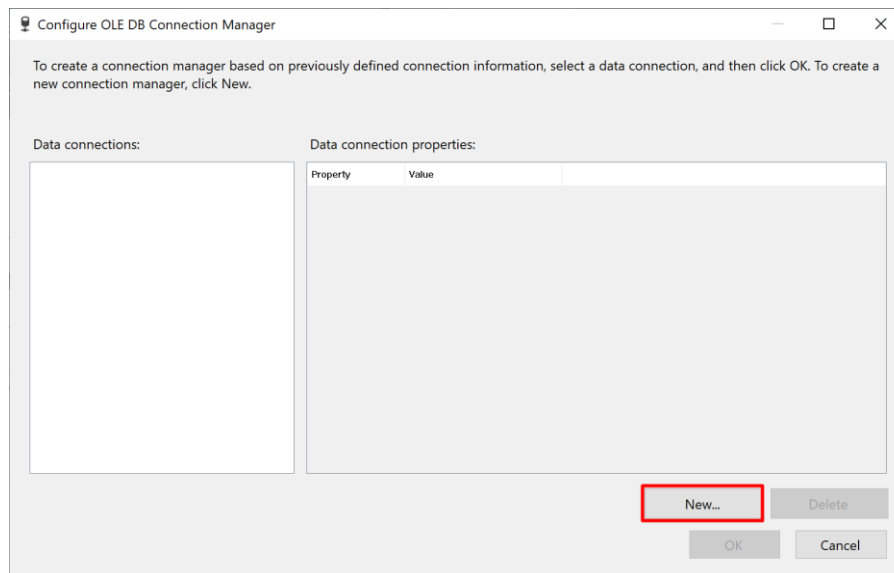 Configure OLE DB Connection Manager
To create a connection manager based on previously defined connection information, select a data connection, and then click OK. To create a
new connection manager, click New.
Data connections:
Data connection properties:
Property
Value
New...
Delete
OK
Cancel